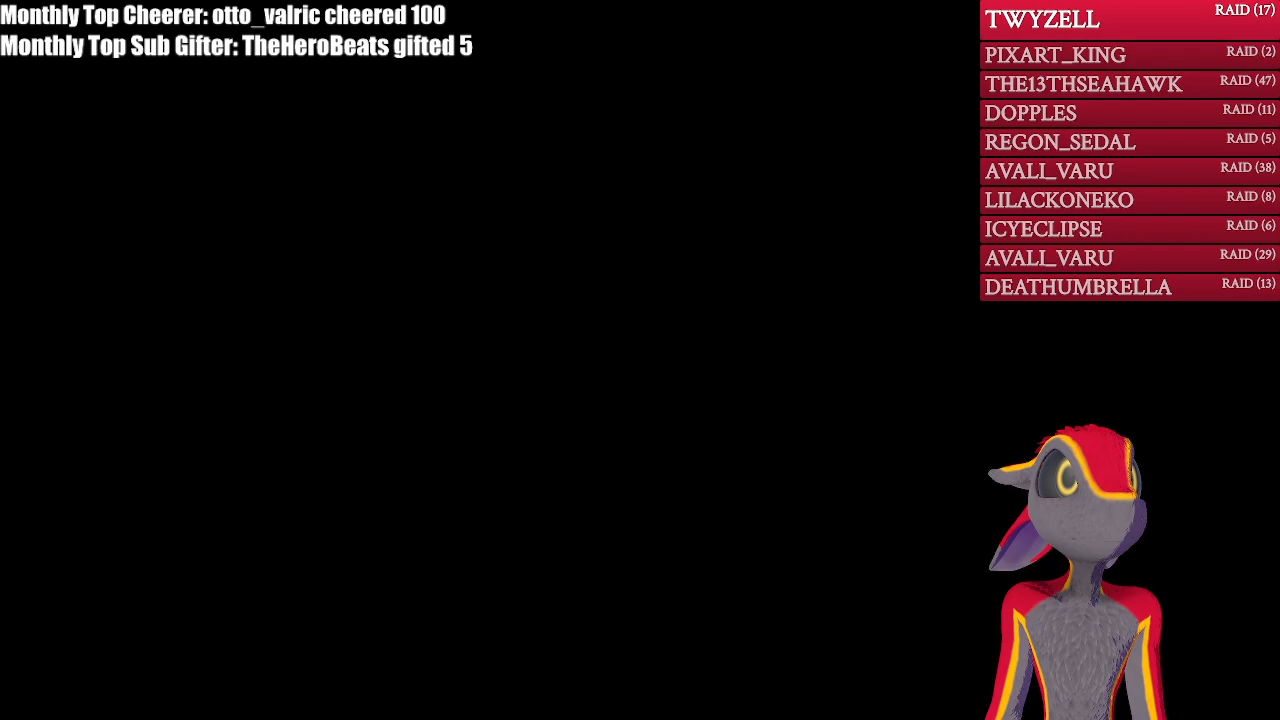 Monthly Top Cheerer: otto_valric cheered 100
Monthly Top Sub Gifter: TheHeroBeats gifted 5
TWYZELL RAID (17)
PIXART_KING RAID (2)
THE13THSEAHAWK RAID (47)
DOPPLES RAID (11)
REGON_SEDAL RAID (5)
AVALI_VARU RAID (38)
LILACKONEKO RAID (8)
ICYECLIPSE RAID (6)
AVALI_VARU RAID (29)
DEATHUMBRELLA RAID (13)